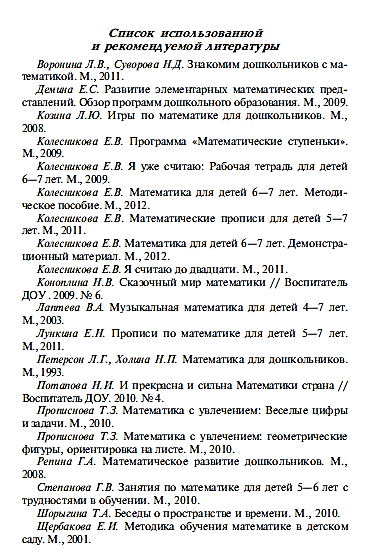 Список использованной
и рекомендуемой литературы
Воронина Л.В., Суворова Н.Д. Знакомим дошкольников с ма-
тематикой. М., 2011.
Демина Е.С. Развитие элементарных математических пред-
ставлений. Обзор программ дошкольного образования. М., 2009.
Козина Л.Ю. Игры по математике для дошкольников. М.,
2008.
Колесникова Е.В. Программа «Математические ступеньки».
М., 2009.
Колесникова Е.В. Я уже считаю: Рабочая тетрадь для детей
6—7 лет. М., 2009.
Колесникова Е.В. Математика для детей 6—7 лет. Методи-
ческое пособие. М., 2012.
Колесникова Е.В. Математические прописи для детей 5—7
лет. М., 2011.
Колесникова Е.В. Математика для детей 6—7 лет. Демонстра-
ционный материал. М., 2012.
Колесникова Е.В. Я считаю до двадцати. М., 2011.
Коноплина Н.В. Сказочный мир математики // Воспитатель
ДОУ . 2009. № 6.
Лаптева В.А. Музыкальная математика для детей 4—7 лет.
М., 2003.
Лункина Е.Н. Прописи по математике для детей 5—7 лет.
М., 2011.
Петерсон Л.Г., Холина Н.П. Математика для дошкольников.
М., 1993.
Потапова Н.И. И прекрасна и сильна Математики страна //
Воспитатель ДОУ. 2010. № 4.
Прописнова Т.З. Математика с увлечением: Веселые цифры
и задачи. М., 2010.
Прописнова Т.З. Математика с увлечением: геометрические
фигуры, ориентировка на листе. М., 2010.
Репина Г.А. Математическое развитие дошкольников. М.,
2008.
Степанова Г.В. Занятия по математике для детей 5—6 лет с
трудностями в обучении. М., 2010.
Шорыгина Т.А. Беседы о пространстве и времени. М., 2010.
Щербакова Е.И. Методика обучения математике в детском
саду. М., 2001.